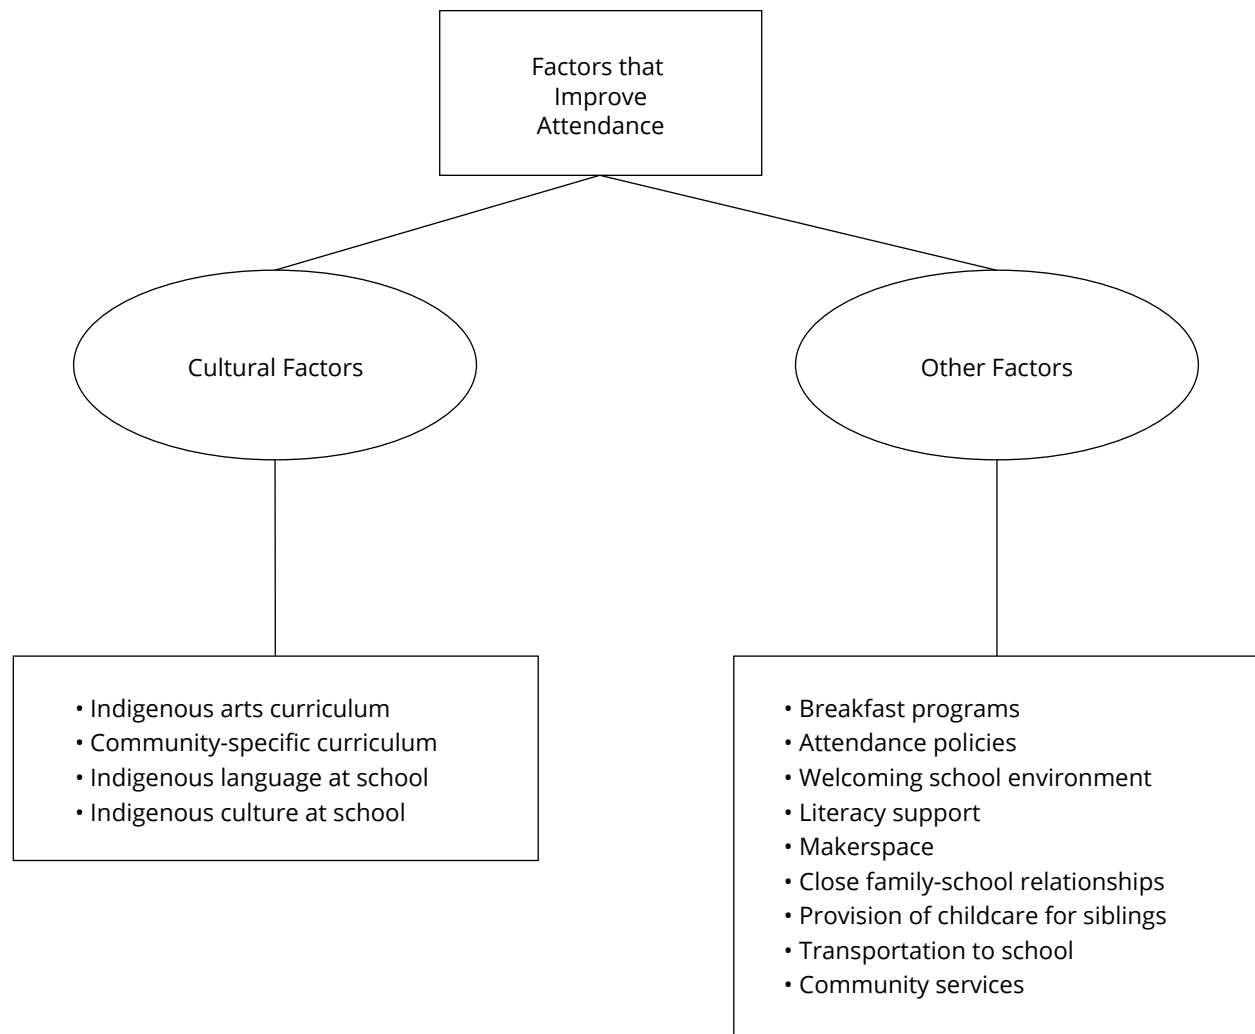 Factors that
Improve
Attendance
Cultural Factors
Other Factors
• Indigenous arts curriculum
• Community-specific curriculum
• Indigenous language at school
• Indigenous culture at school
• Breakfast programs
• Attendance policies
• Welcoming school environment
• Literacy support
• Makerspace
• Close family-school relationships
• Provision of childcare for siblings
• Transportation to school
• Community services